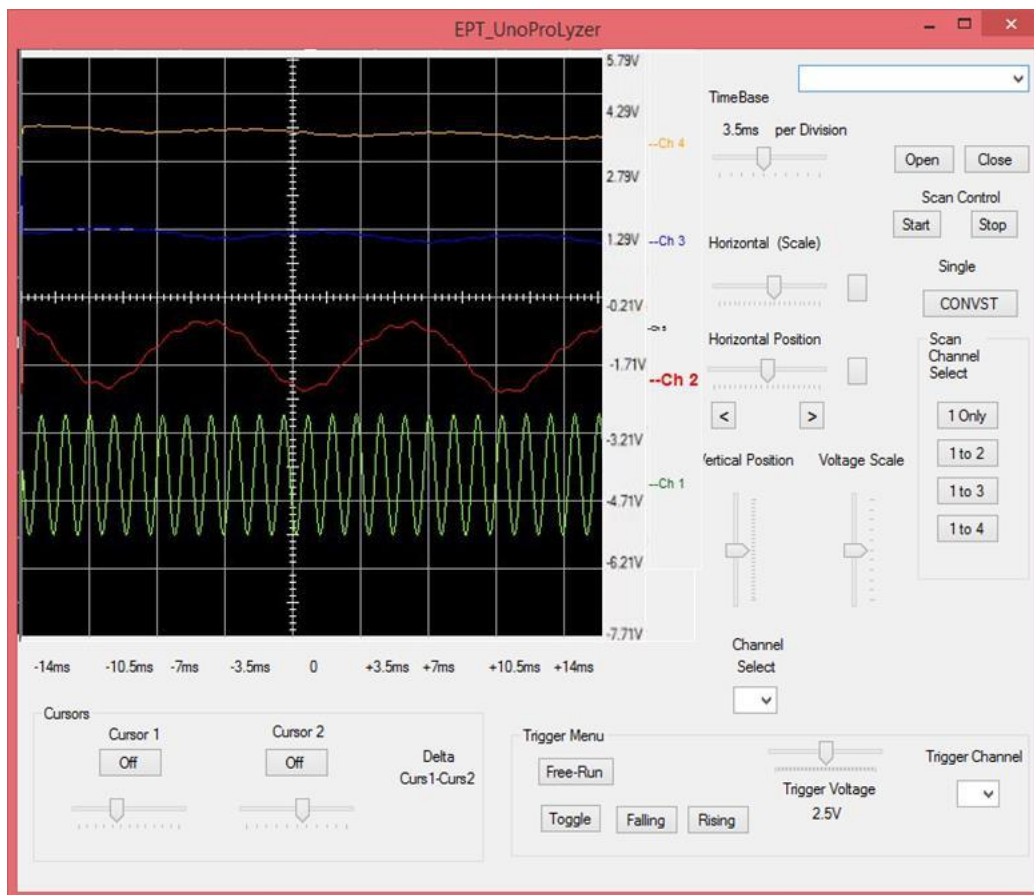 EPT_UnoProLyzer
5.79V
4.29V
2.79V
1.29V
-0.21V
-1.71V
-3.21V
-4.71V
-6.21V
-7.71V
--Ch 4
--Ch 3
--Ch 2
--Ch 1
-14ms -10.5ms -7ms -3.5ms 0 +3.5ms +7ms +10.5ms +14ms
TimeBase
3.5ms per Division
Open Close
Scan Control
Start Stop
Horizontal (Scale)
Single
CONVST
Horizontal Position
< >
Scan
Channel
Select
1 Only
1 to 2
1 to 3
1 to 4
Vertical Position Voltage Scale
Channel
Select
Cursors
Cursor 1 Cursor 2
Off Off
Delta
Curs1-Curs2
Trigger Menu
Free-Run
Toggle Falling Rising
Trigger Voltage
2.5V
Trigger Channel